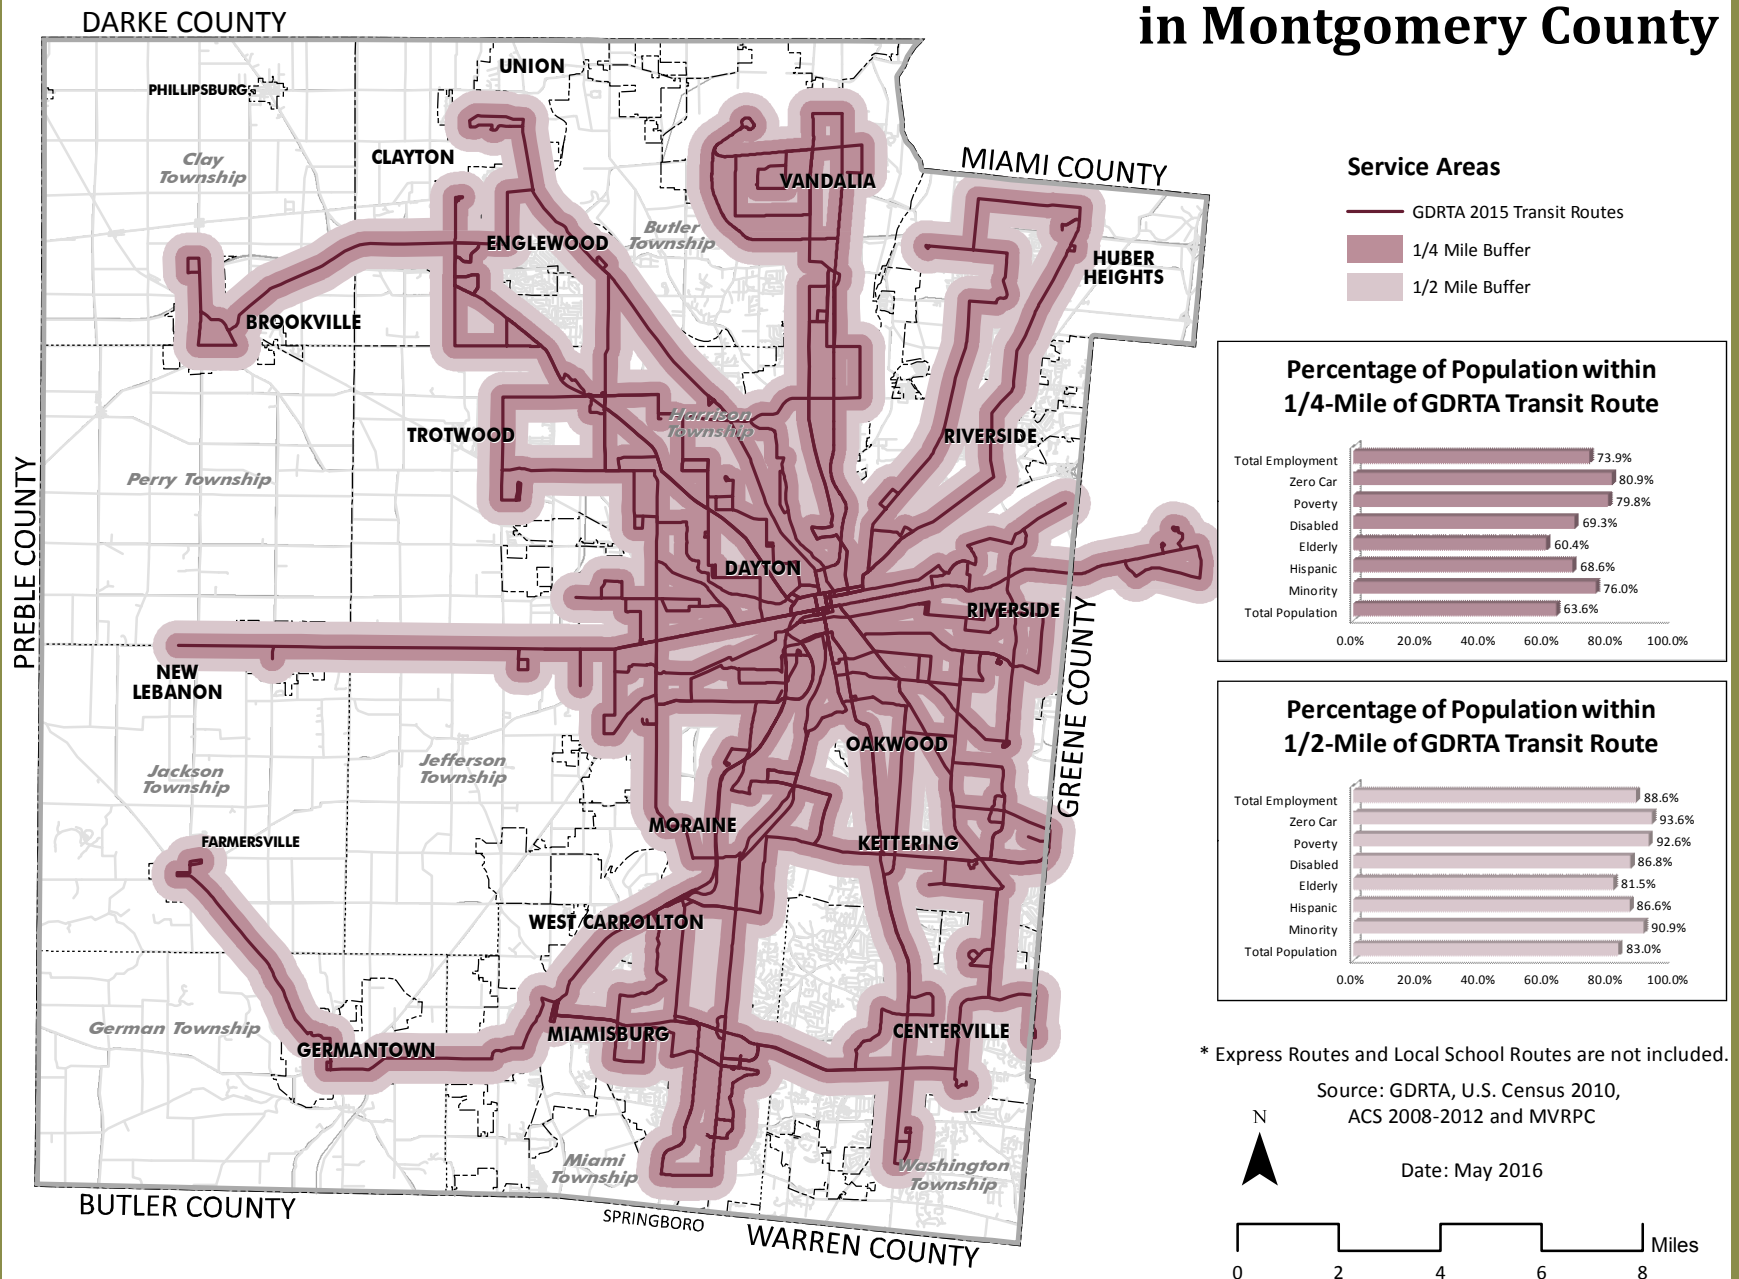 in Montgomery County
DARKE COUNTY
UNION
PHILLIPSBURG
CLAYTON
Clay
Township
MIAMI COUNTY
VANDALIA
Butler
Township
ENGLEWOOD
HUBER
HEIGHTS
BROOKVILLE
Harrison
Township
TROTWOOD
RIVERSIDE
Perry Township
PREBLE COUNTY
DAYTON
RIVERSIDE
GREENE COUNTY
NEW
LEBANON
OAKWOOD
Jefferson
Township
Jackson
Township
MORAINE
KETTERING
FARMERSVILLE
WEST CARROLLTON
German Township
MIAMISBURG
CENTERVILLE
GERMANTOWN
Miami
Township
Washington
Township
BUTLER COUNTY
SPRINGBORO
WARREN COUNTY
Service Areas
GDRTA 2015 Transit Routes
1/4 Mile Buffer
1/2 Mile Buffer
Percentage of Population within
1/4-Mile of GDRTA Transit Route
Total Employment 73.9%
Zero Car 80.9%
Poverty 79.8%
Disabled 69.3%
Elderly 60.4%
Hispanic 68.6%
Minority 76.0%
Total Population 63.6%
0.0% 20.0% 40.0% 60.0% 80.0% 100.0%
Percentage of Population within
1/2-Mile of GDRTA Transit Route
Total Employment 88.6%
Zero Car 93.6%
Poverty 92.6%
Disabled 86.8%
Elderly 81.5%
Hispanic 86.6%
Minority 90.9%
Total Population 83.0%
0.0% 20.0% 40.0% 60.0% 80.0% 100.0%
* Express Routes and Local School Routes are not included.
Source: GDRTA, U.S. Census 2010,
ACS 2008-2012 and MVRPC
N
Date: May 2016
Miles
0 2 4 6 8